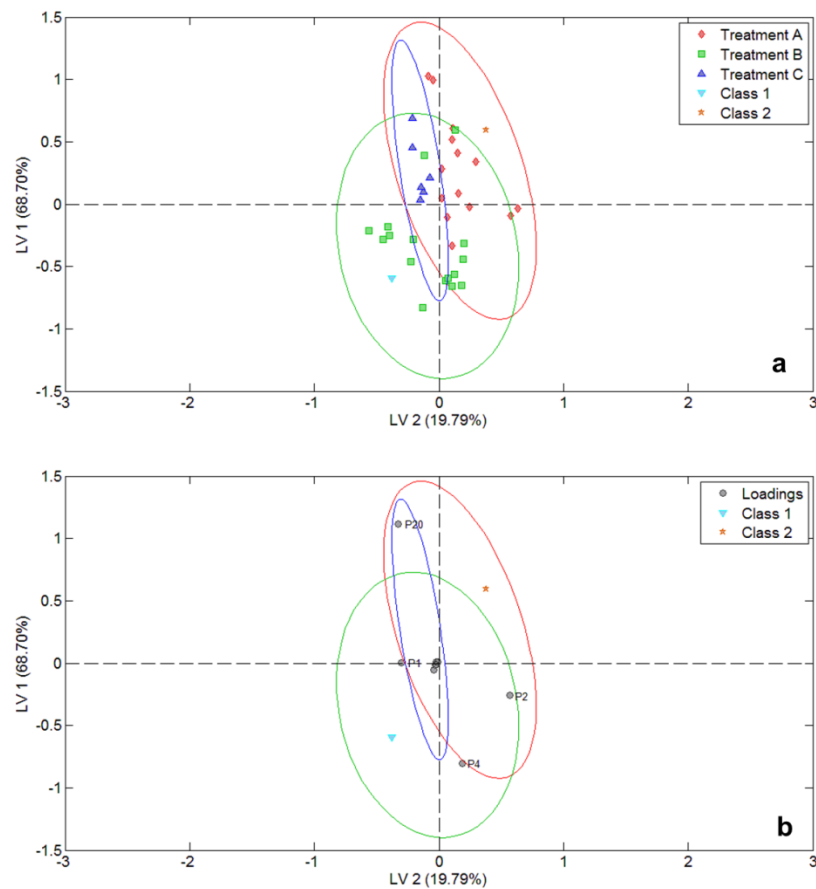 1.5
1
0.5
0
-0.5
-1
-1.5
LV 1 (68.70%)
-3
-2
-1
0
1
2
3
LV 2 (19.79%)
Treatment A
Treatment B
Treatment C
Class 1
Class 2
a
1.5
1
0.5
0
-0.5
-1
-1.5
LV 1 (68.70%)
-3
-2
-1
0
1
2
3
LV 2 (19.79%)
Loadings
Class 1
Class 2
P20
P1
P2
P4
b